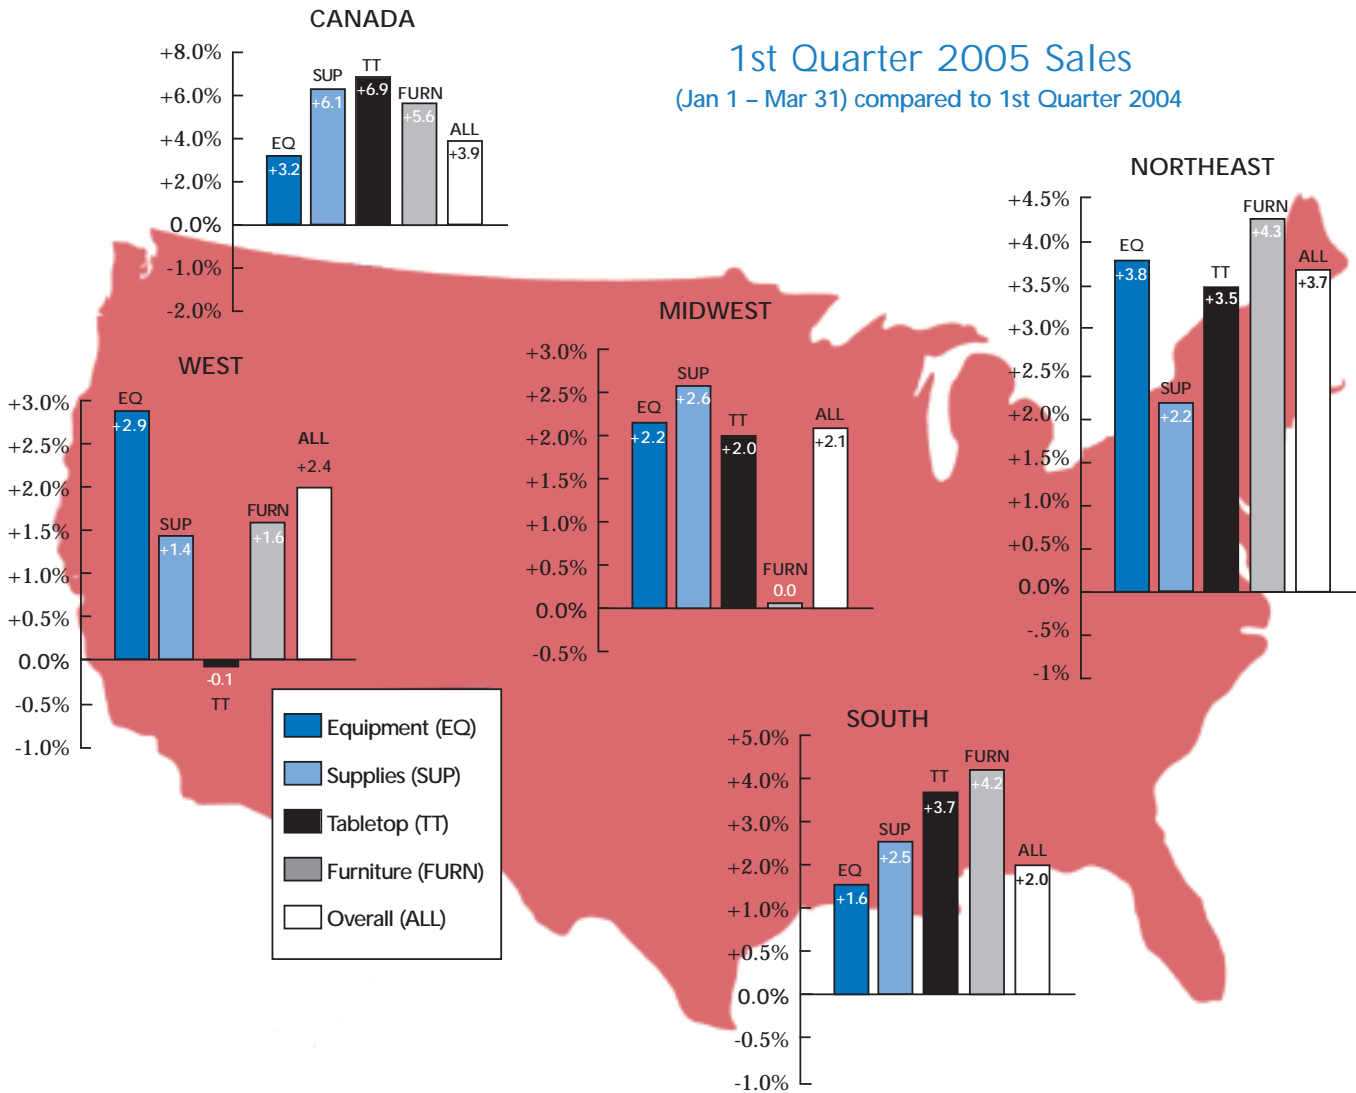 CANADA
+8.0%
+6.0%
+4.0%
+2.0%
0.0%
-1.0%
-2.0%
EQ
+3.2
SUP
+6.1
TT
+6.9
FURN
+5.6
ALL
+3.9
1st Quarter 2005 Sales
(Jan 1 – Mar 31) compared to 1st Quarter 2004
NORTHEAST
+4.5%
+4.0%
+3.5%
+3.0%
+2.5%
+2.0%
+1.5%
+1.0%
+0.5%
0.0%
-.5%
-1%
EQ
+3.8
SUP
+2.2
TT
+3.5
FURN
+4.3
ALL
+3.7
MIDWEST
+3.0%
+2.5%
+2.0%
+1.5%
+1.0%
+0.5%
0.0%
-0.5%
EQ
+2.2
SUP
+2.6
TT
+2.0
FURN
0.0
ALL
+2.1
WEST
+3.0%
+2.5%
+2.0%
+1.5%
+1.0%
+0.5%
0.0%
-0.5%
-1.0%
EQ
+2.9
SUP
+1.4
-0.1
TT
FURN
+1.6
ALL
+2.4
Equipment (EQ)
Supplies (SUP)
Tabletop (TT)
Furniture (FURN)
Overall (ALL)
SOUTH
+5.0%
+4.0%
+3.0%
+2.0%
+1.0%
+0.5%
0.0%
-0.5%
-1.0%
EQ
+1.6
SUP
+2.5
TT
+3.7
FURN
+4.2
ALL
+2.0